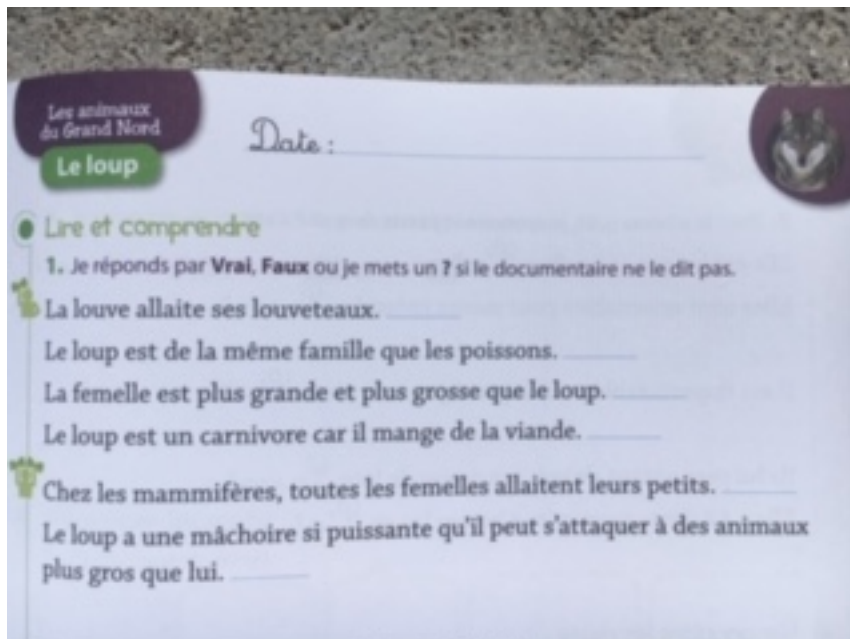 Les animaux
du Grand Nord
Le loup
Date :
Lire et comprendre
1. Je réponds par Vrai, Faux ou je mets un ? si le documentaire ne le dit pas.
La louve allaite ses louveteaux.
Le loup est de la même famille que les poissons.
La femelle est plus grande et plus grosse que le loup.
Le loup est un carnivore car il mange de la viande.
Chez les mammifères, toutes les femelles allaitent leurs petits.
Le loup a une mâchoire si puissante qu'il peut s'attaquer à des animaux
plus gros que lui.